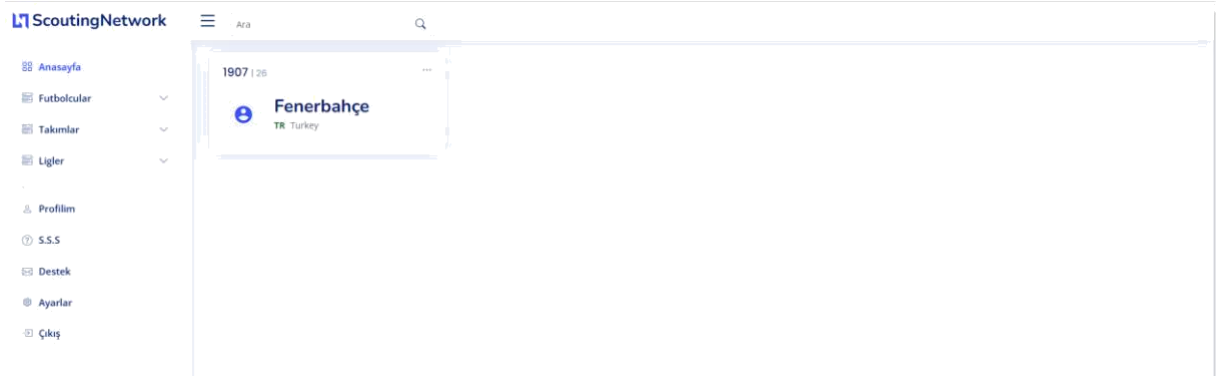 ScoutingNetwork
Ara
Anasayfa
Futbolcular
Takımlar
Ligler
Profilim
S.S.S
Destek
Ayarlar
Çıkış
1907 | 26
Fenerbahçe
TR Turkey